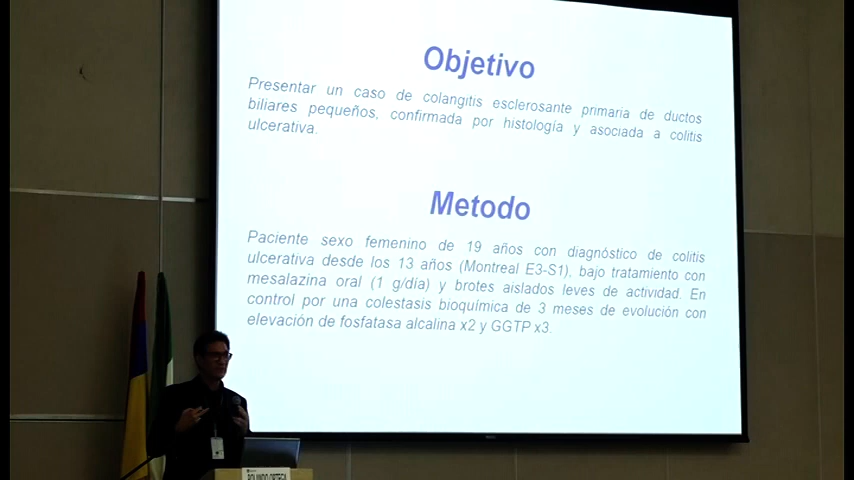 Objetivo
Presentar un caso de colangitis esclerosante primaria de ductos
biliares pequeños, confirmada por histología y asociada a colitis
ulcerativa.
Metodo
Paciente sexo femenino de 19 años con diagnóstico de colitis
ulcerativa desde los 13 años (Montreal E3-S1), bajo tratamiento con
mesalazina oral (1 g/día) y brotes aislados leves de actividad. En
control por una colestasis bioquímica de 3 meses de evolución con
elevación de fosfatasa alcalina x2 y GGTP x3.
ROLANDO ORTEGA